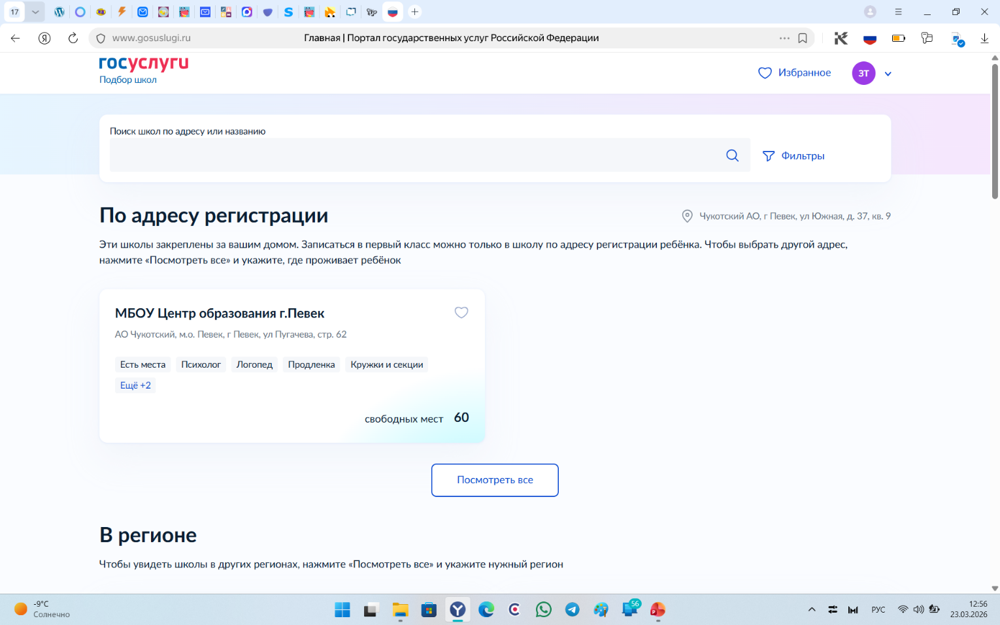 17
www.gosuslugi.ru
Главная | Портал государственных услуг Российской Федерации
госуслуги
Подбор школ
Избранное
ЗТ
Поиск школ по адресу или названию
Фильтры
По адресу регистрации
Чукотский АО, г Певек, ул Южная, д. 37, кв. 9
Эти школы закреплены за вашим домом. Записаться в первый класс можно только в школу по адресу регистрации ребёнка. Чтобы выбрать другой адрес,
нажмите «Посмотреть все» и укажите, где проживает ребёнок
МБОУ Центр образования г.Певек
АО Чукотский, м.о. Певек, г Певек, ул Пугачева, стр. 62
Есть места Психолог Логопед Продленка Кружки и секции
Ещё +2
свободных мест 60
Посмотреть все
В регионе
Чтобы увидеть школы в других регионах, нажмите «Посмотреть все» и укажите нужный регион
-9°C
Солнечно
56
РУС
12:56
23.03.2026